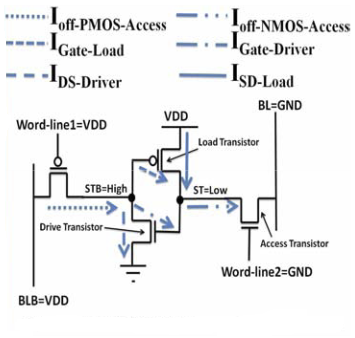 Ioff-PMOS-Access
Ioff-NMOS-Access
IGate-Load
IGate-Driver
IDS-Driver
ISD-Load
BL=GND
VDD
Word-line1=VDD
Load Transistor
STB=High
ST=Low
Drive Transistor
Access Transistor
Word-line2=GND
BLB=VDD